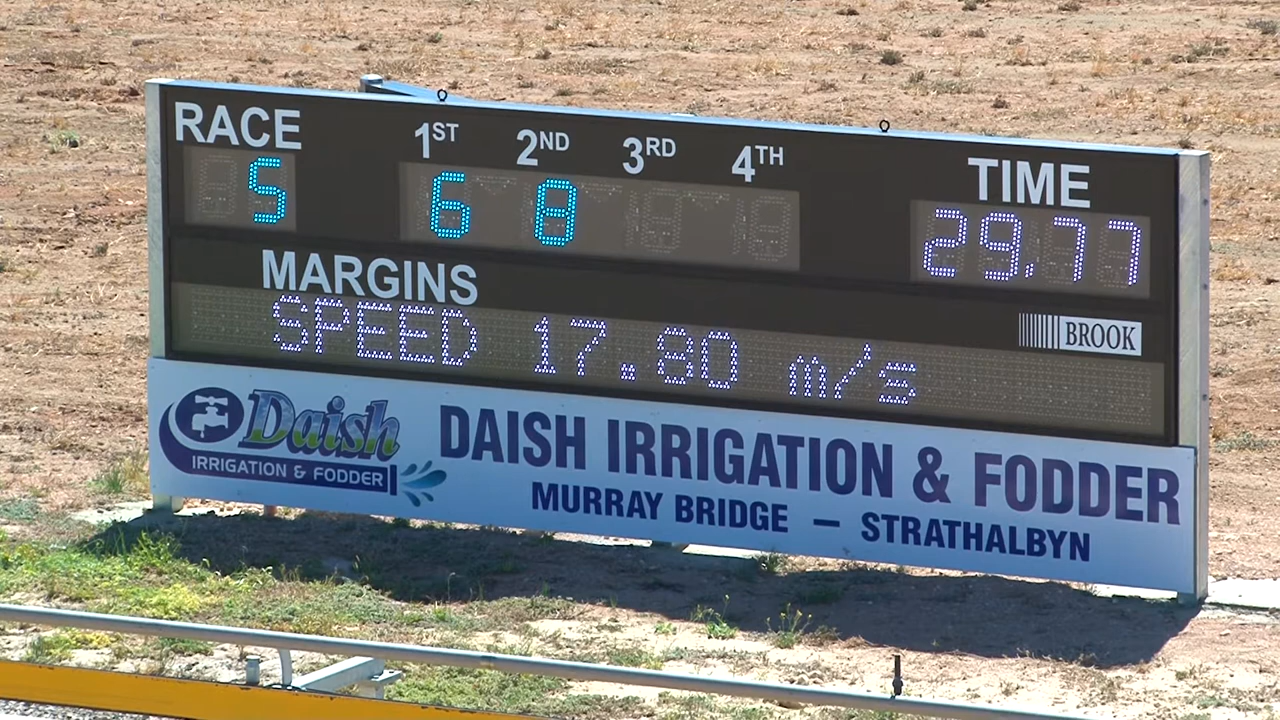 RACE 1ST 2ND 3RD 4TH TIME
5 6 8 29.77
MARGINS
BROOK
SPEED 17.80 m/s
Daish
IRRIGATION & FODDER
DAISH IRRIGATION & FODDER
MURRAY BRIDGE – STRATHALBYN